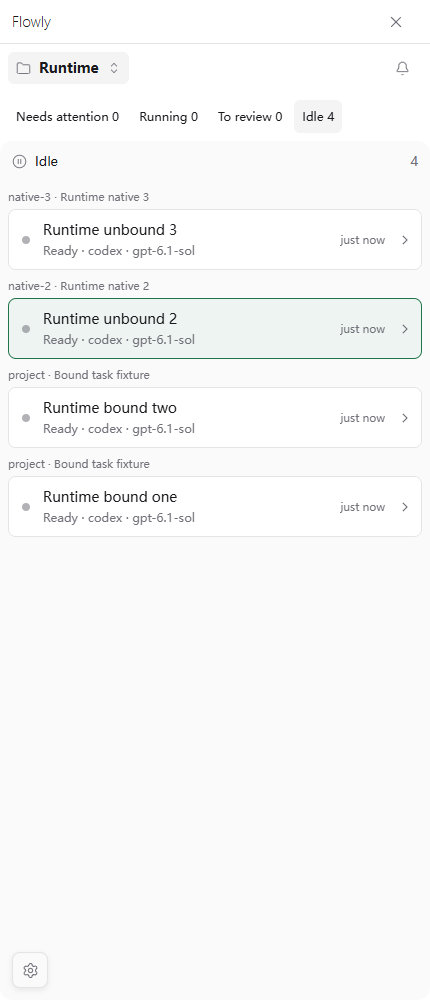 Flowly
Runtime
Needs attention 0 Running 0 To review 0 Idle 4
Idle 4
native-3 · Runtime native 3
Runtime unbound 3
Ready · codex · gpt-6.1-sol just now
native-2 · Runtime native 2
Runtime unbound 2
Ready · codex · gpt-6.1-sol just now
project · Bound task fixture
Runtime bound two
Ready · codex · gpt-6.1-sol just now
project · Bound task fixture
Runtime bound one
Ready · codex · gpt-6.1-sol just now